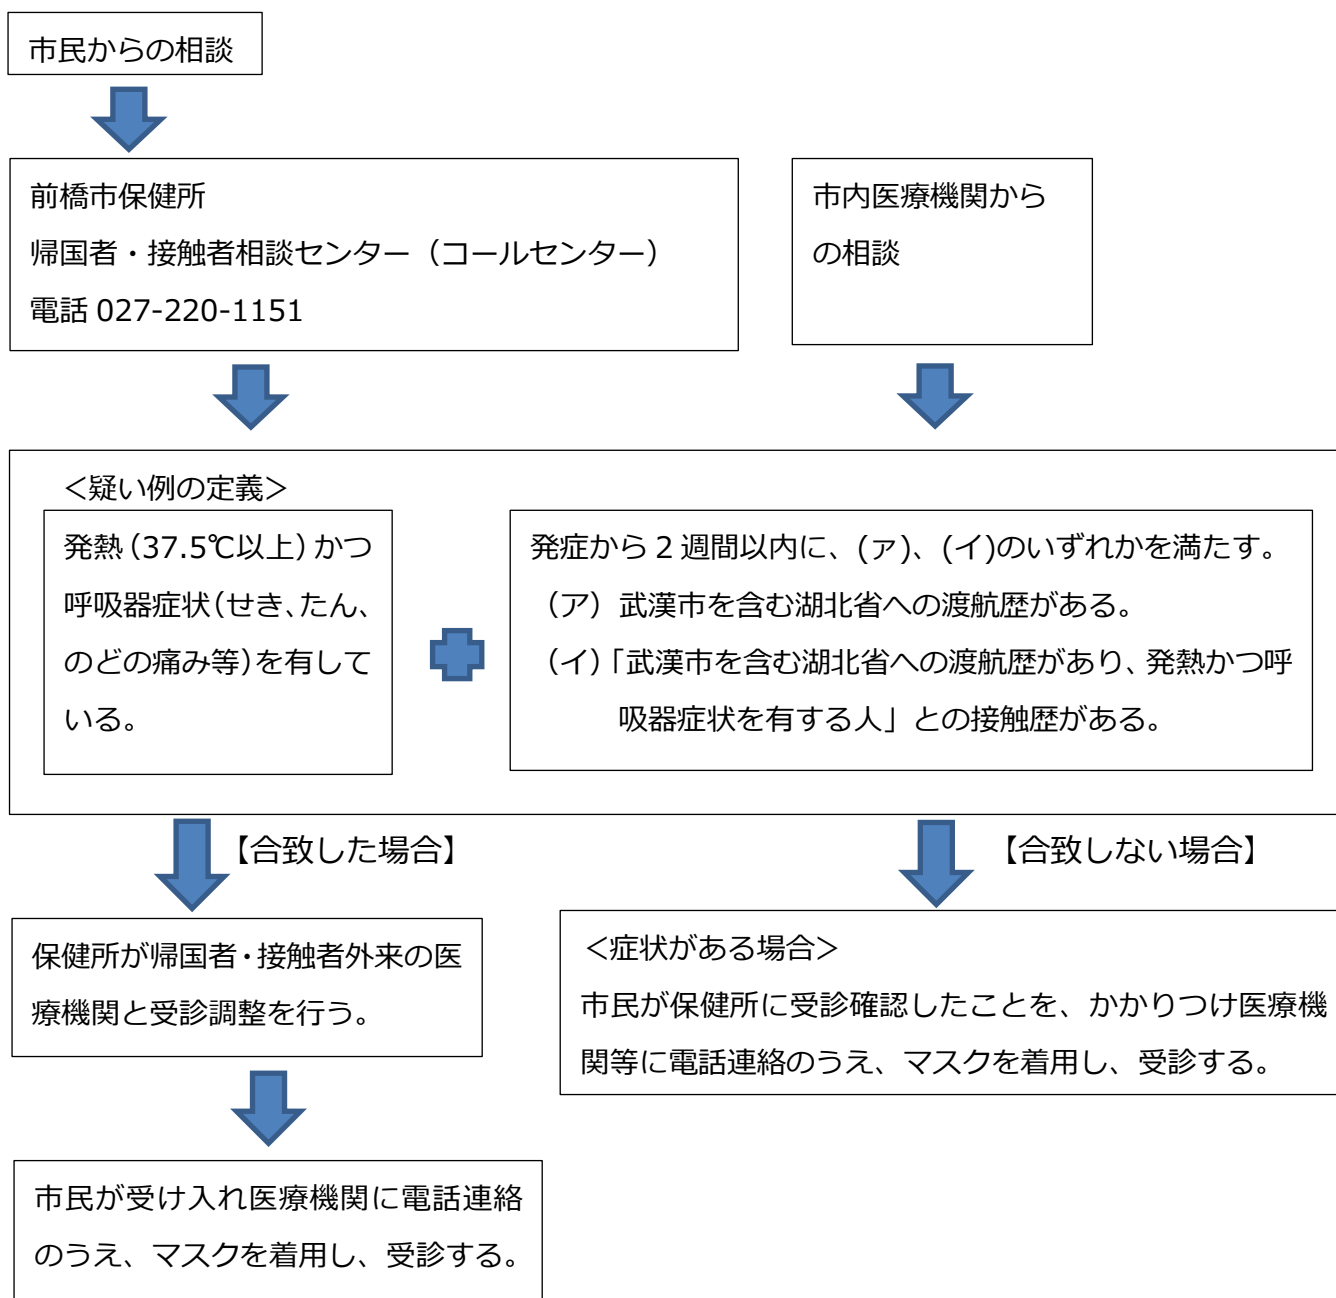 市民からの相談
前橋市保健所
帰国者・接触者相談センター（コールセンター）
電話 027-220-1151
市内医療機関から
の相談
＜疑い例の定義＞
発熱（37.5℃以上）かつ
呼吸器症状（せき、たん、
のどの痛み等）を有して
いる。
発症から 2 週間以内に、(ァ)、(イ)のいずれかを満たす。
（ア）武漢市を含む湖北省への渡航歴がある。
（イ）「武漢市を含む湖北省への渡航歴があり、発熱かつ呼
吸器症状を有する人」との接触歴がある。
【合致した場合】
【合致しない場合】
保健所が帰国者・接触者外来の医
療機関と受診調整を行う。
＜症状がある場合＞
市民が保健所に受診確認したことを、かかりつけ医療機
関等に電話連絡のうえ、マスクを着用し、受診する。
市民が受け入れ医療機関に電話連絡
のうえ、マスクを着用し、受診する。